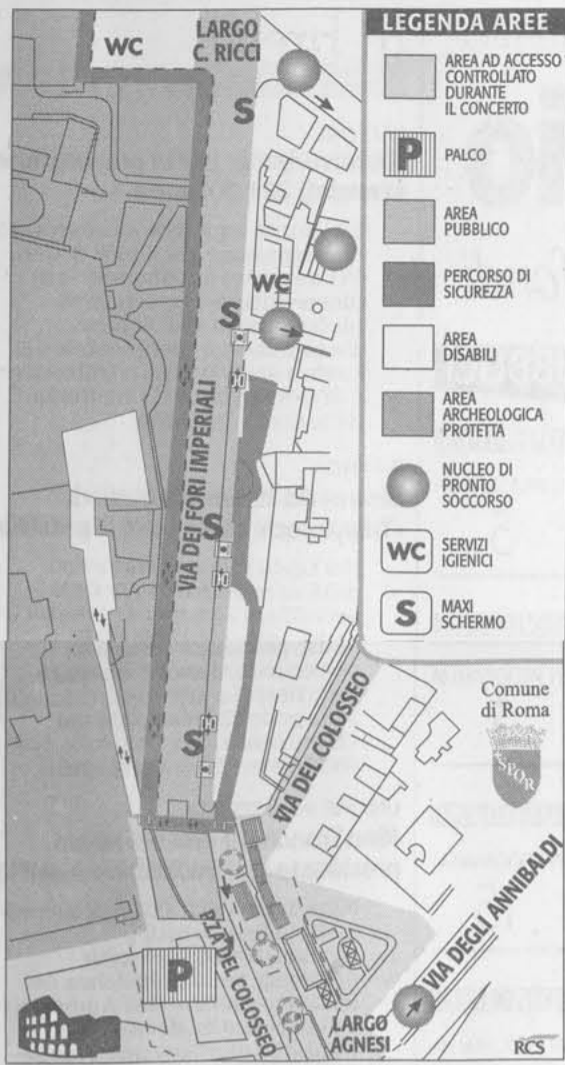 LEGENDA AREE
AREA AD ACCESSO
CONTROLLATO
DURANTE
IL CONCERTO
P
PALCO
AREA
PUBBLICO
PERCORSO DI
SICUREZZA
AREA
DISABILI
AREA
ARCHEOLOGICA
PROTETTA
NUCLEO DI
PRONTO
SOCCORSO
WC
SERVIZI
IGIENICI
S
MAXI
SCHERMO
Comune
di Roma
SPQR
WC
LARGO
C. RICCI
S
WC
S
VIA DEI FORI IMPERIALI
S
S
VIA DEL COLOSSEO
VIA DEGLI ANNIBALDI
P.ZA DEL COLOSSEO
P
LARGO
AGNESI
RCS